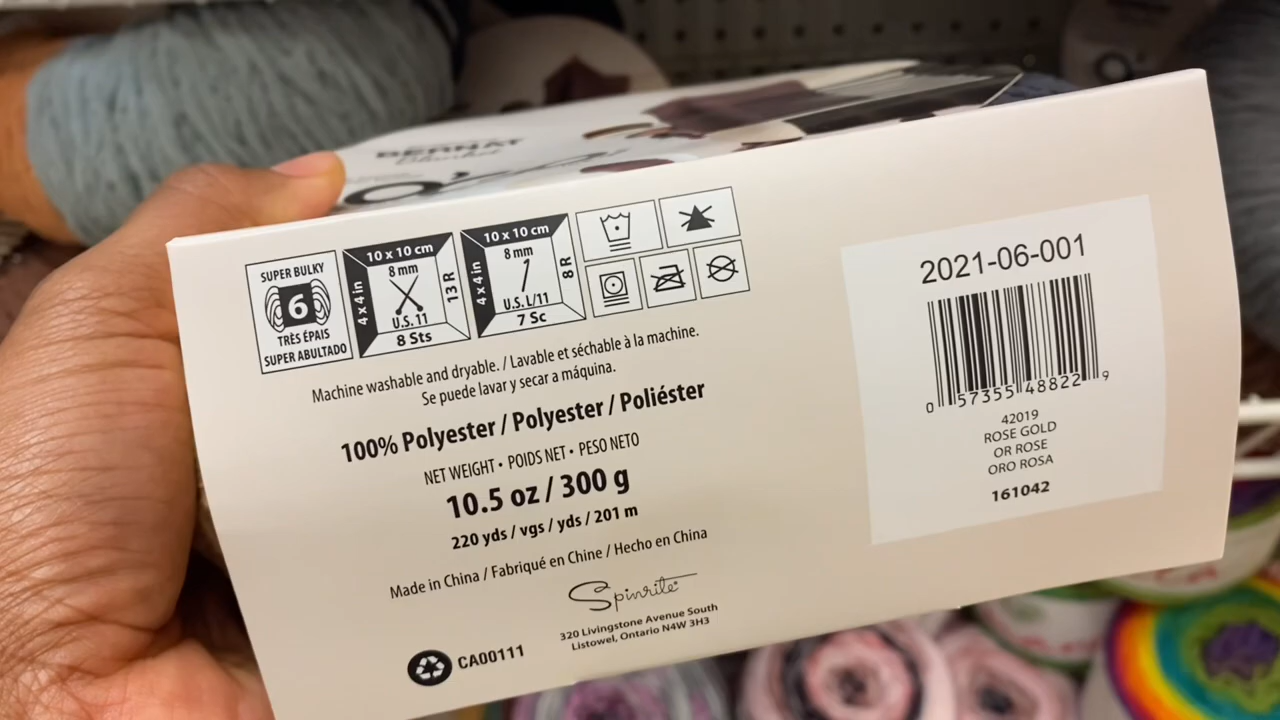 BERNAT
Blanket
O'Go!
SUPER BULKY
6
TRÈS ÉPAIS
SUPER ABULTADO
10 x 10 cm
4 x 4 in
8 mm
U.S. 11
13 R
8 Sts
10 x 10 cm
4 x 4 in
8 mm
U.S. L/11
8 R
7 Sc
Machine washable and dryable. / Lavable et séchable à la machine.
Se puede lavar y secar a máquina.
100% Polyester / Polyester / Poliéster
NET WEIGHT • POIDS NET • PESO NETO
10.5 oz / 300 g
220 yds / vgs / yds / 201 m
Made in China / Fabriqué en Chine / Hecho en China
Spinrite
320 Livingstone Avenue South
Listowel, Ontario N4W 3H3
CA00111
2021-06-001
0 57355 48822 9
42019
ROSE GOLD
OR ROSE
ORO ROSA
161042